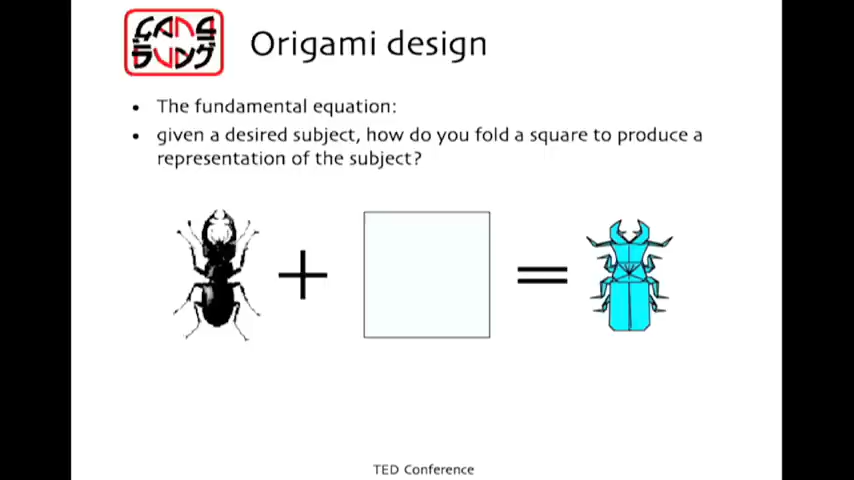 Origami design
• The fundamental equation:
• given a desired subject, how do you fold a square to produce a
representation of the subject?
+ =
TED Conference